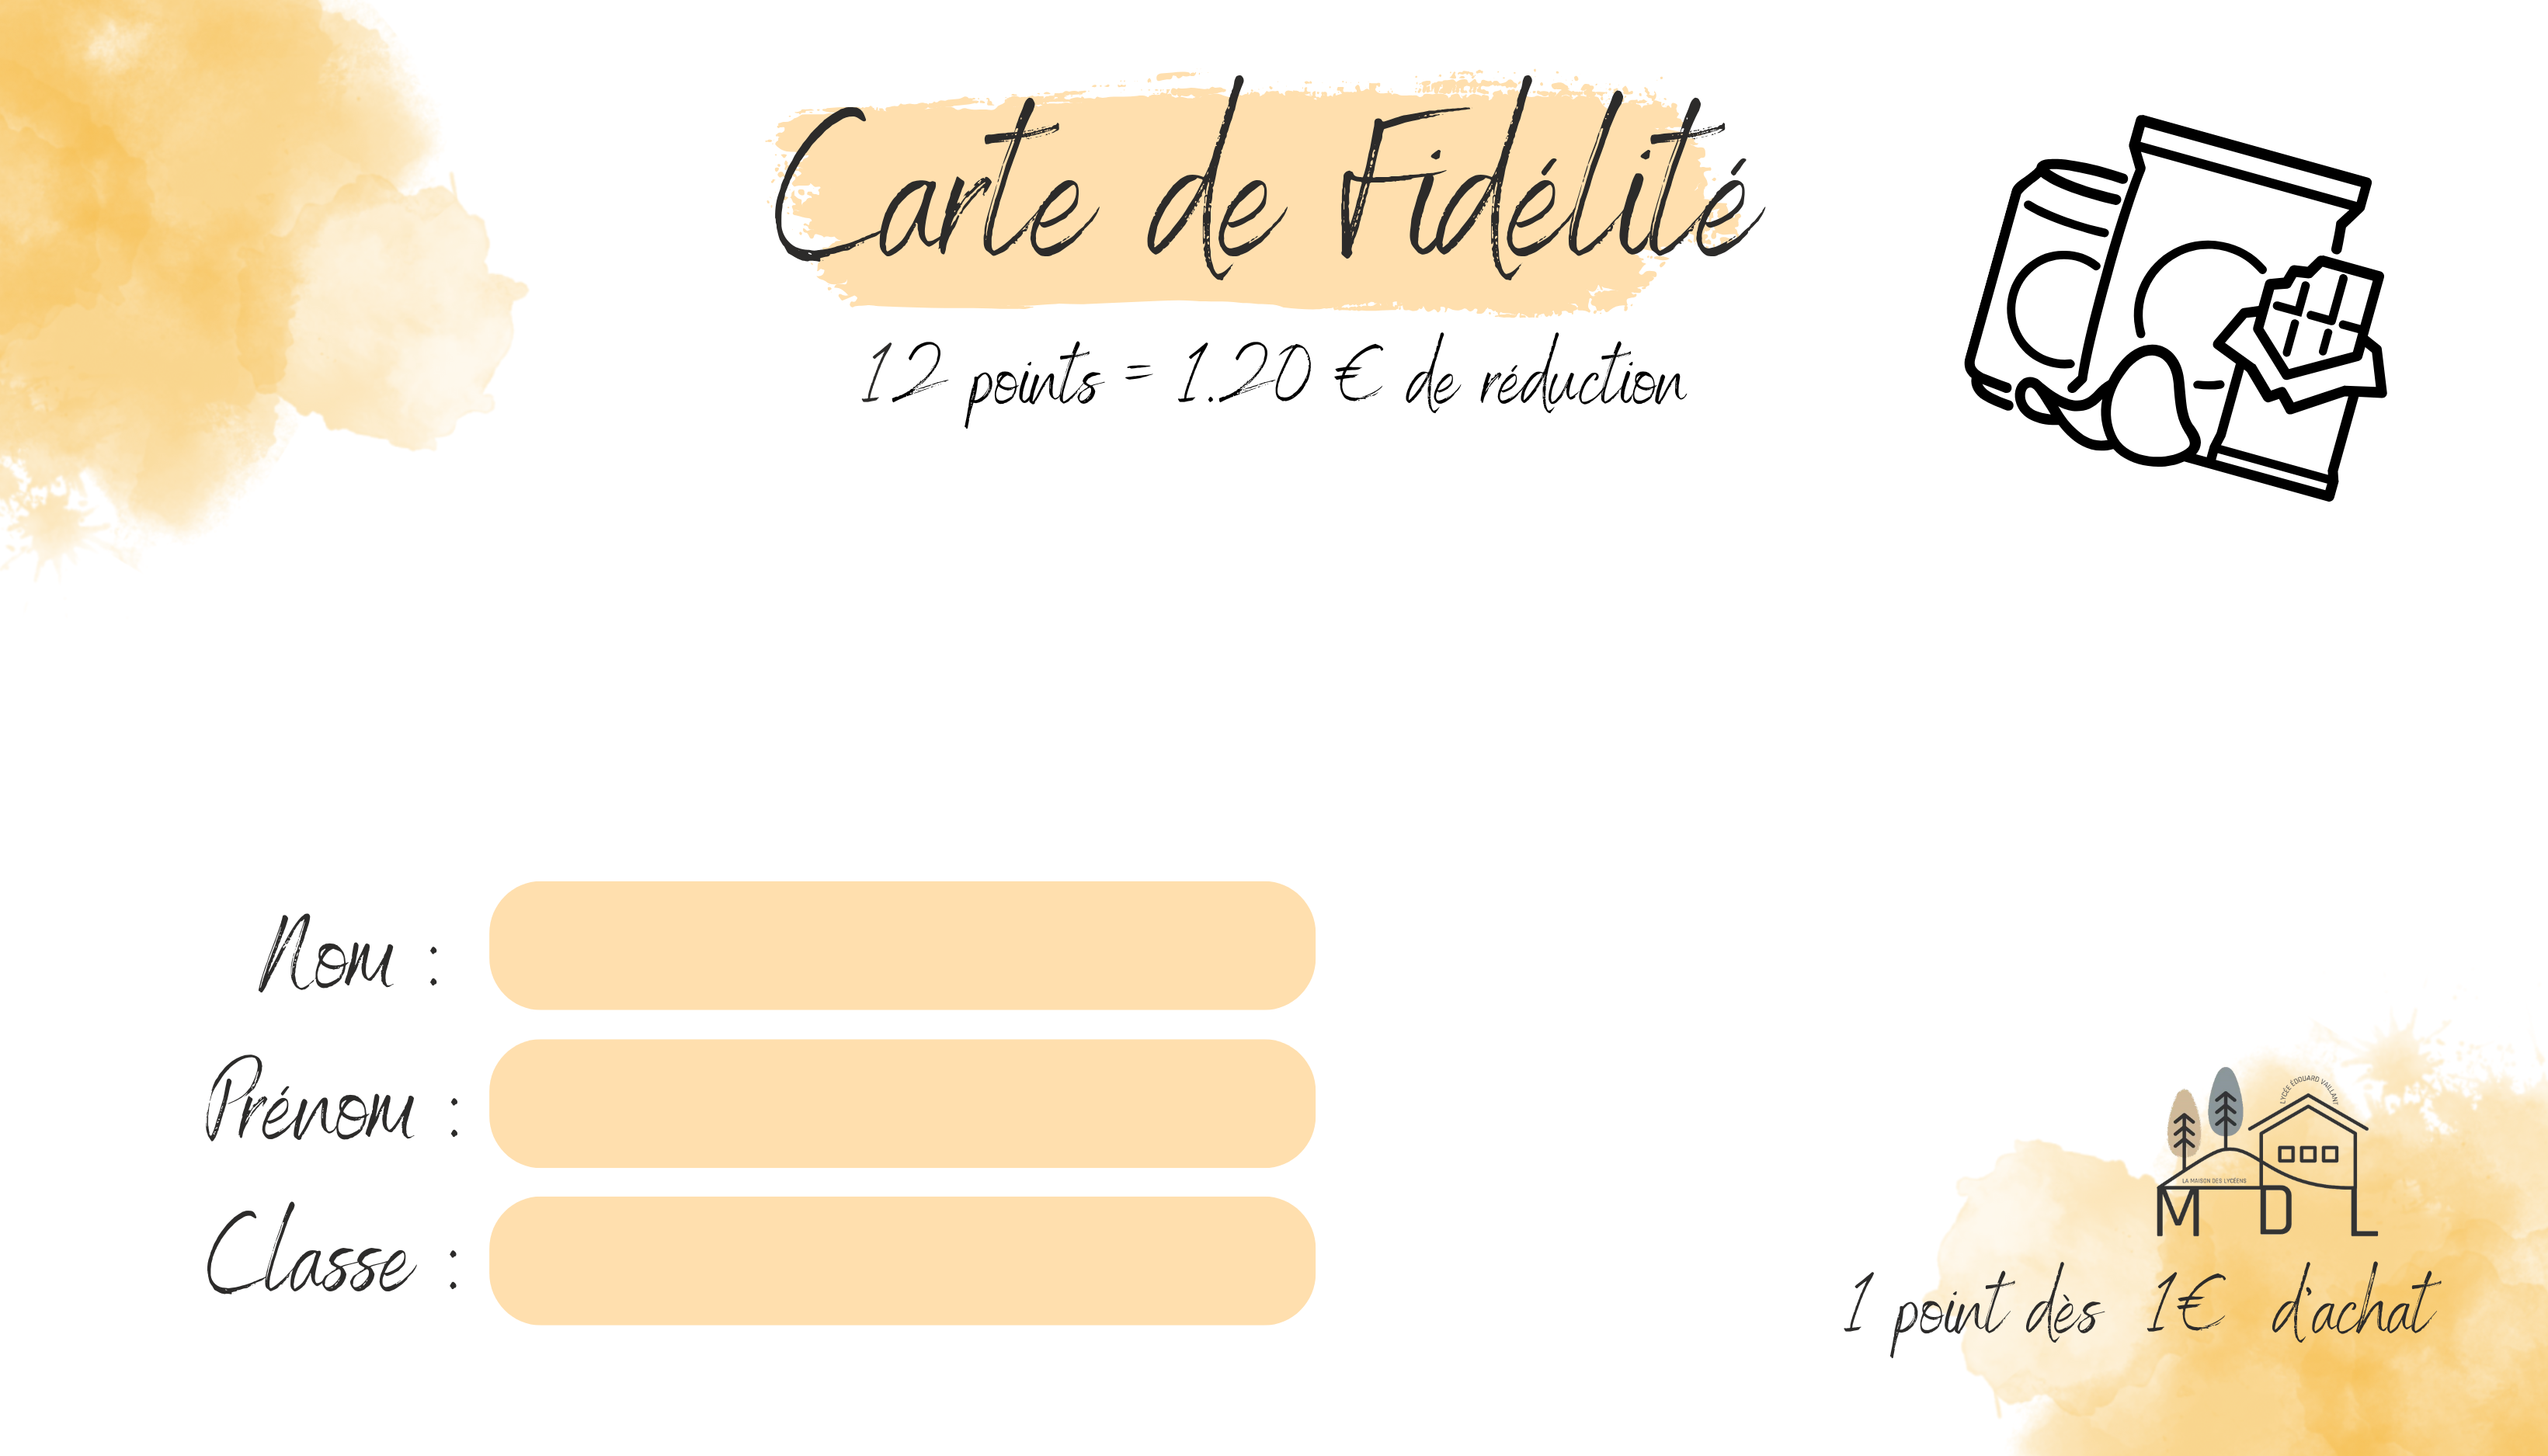 Carte de Fidélité
12 points = 1.20 € de réduction
Nom :
Prénom :
Classe :
LYCÉE ÉDOUARD VAILLANT
LA MAISON DES LYCÉENS
M D L
1 point dès 1€ d'achat